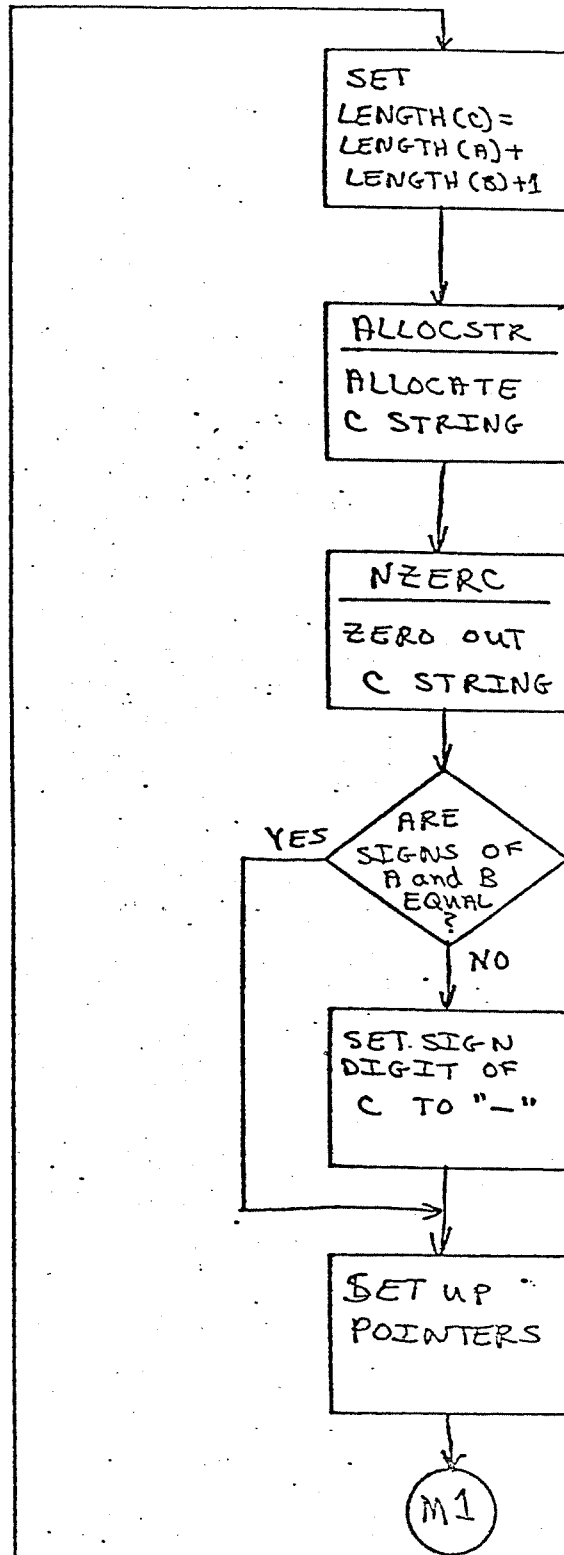 SET
LENGTH(C)=
LENGTH(A)+
LENGTH(B)+1
ALLOCSTR
ALLOCATE
C STRING
NZERC
ZERO OUT
C STRING
YES
ARE
SIGNS OF
A and B
EQUAL
?
NO
SET SIGN
DIGIT OF
C TO "-"
SET UP
POINTERS
M1